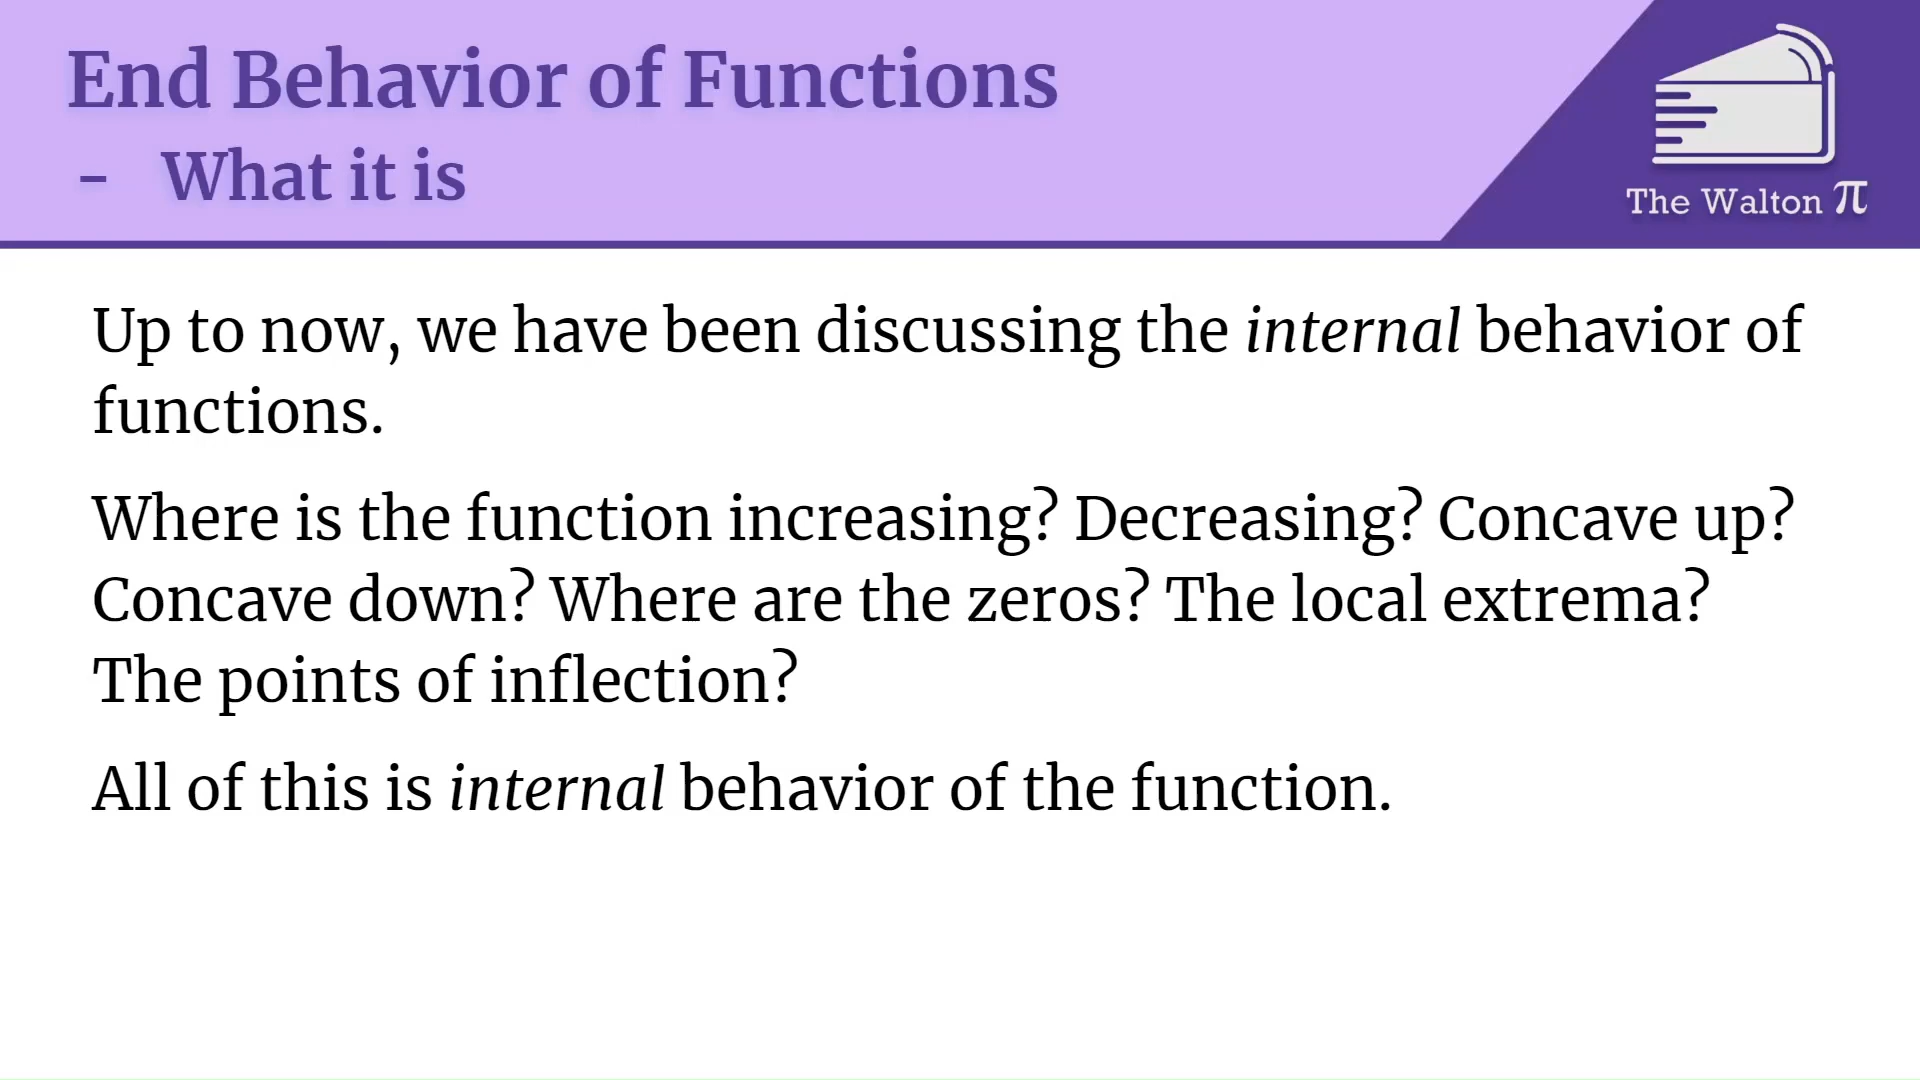 End Behavior of Functions
- What it is
The Walton π
Up to now, we have been discussing the internal behavior of
functions.
Where is the function increasing? Decreasing? Concave up?
Concave down? Where are the zeros? The local extrema?
The points of inflection?
All of this is internal behavior of the function.